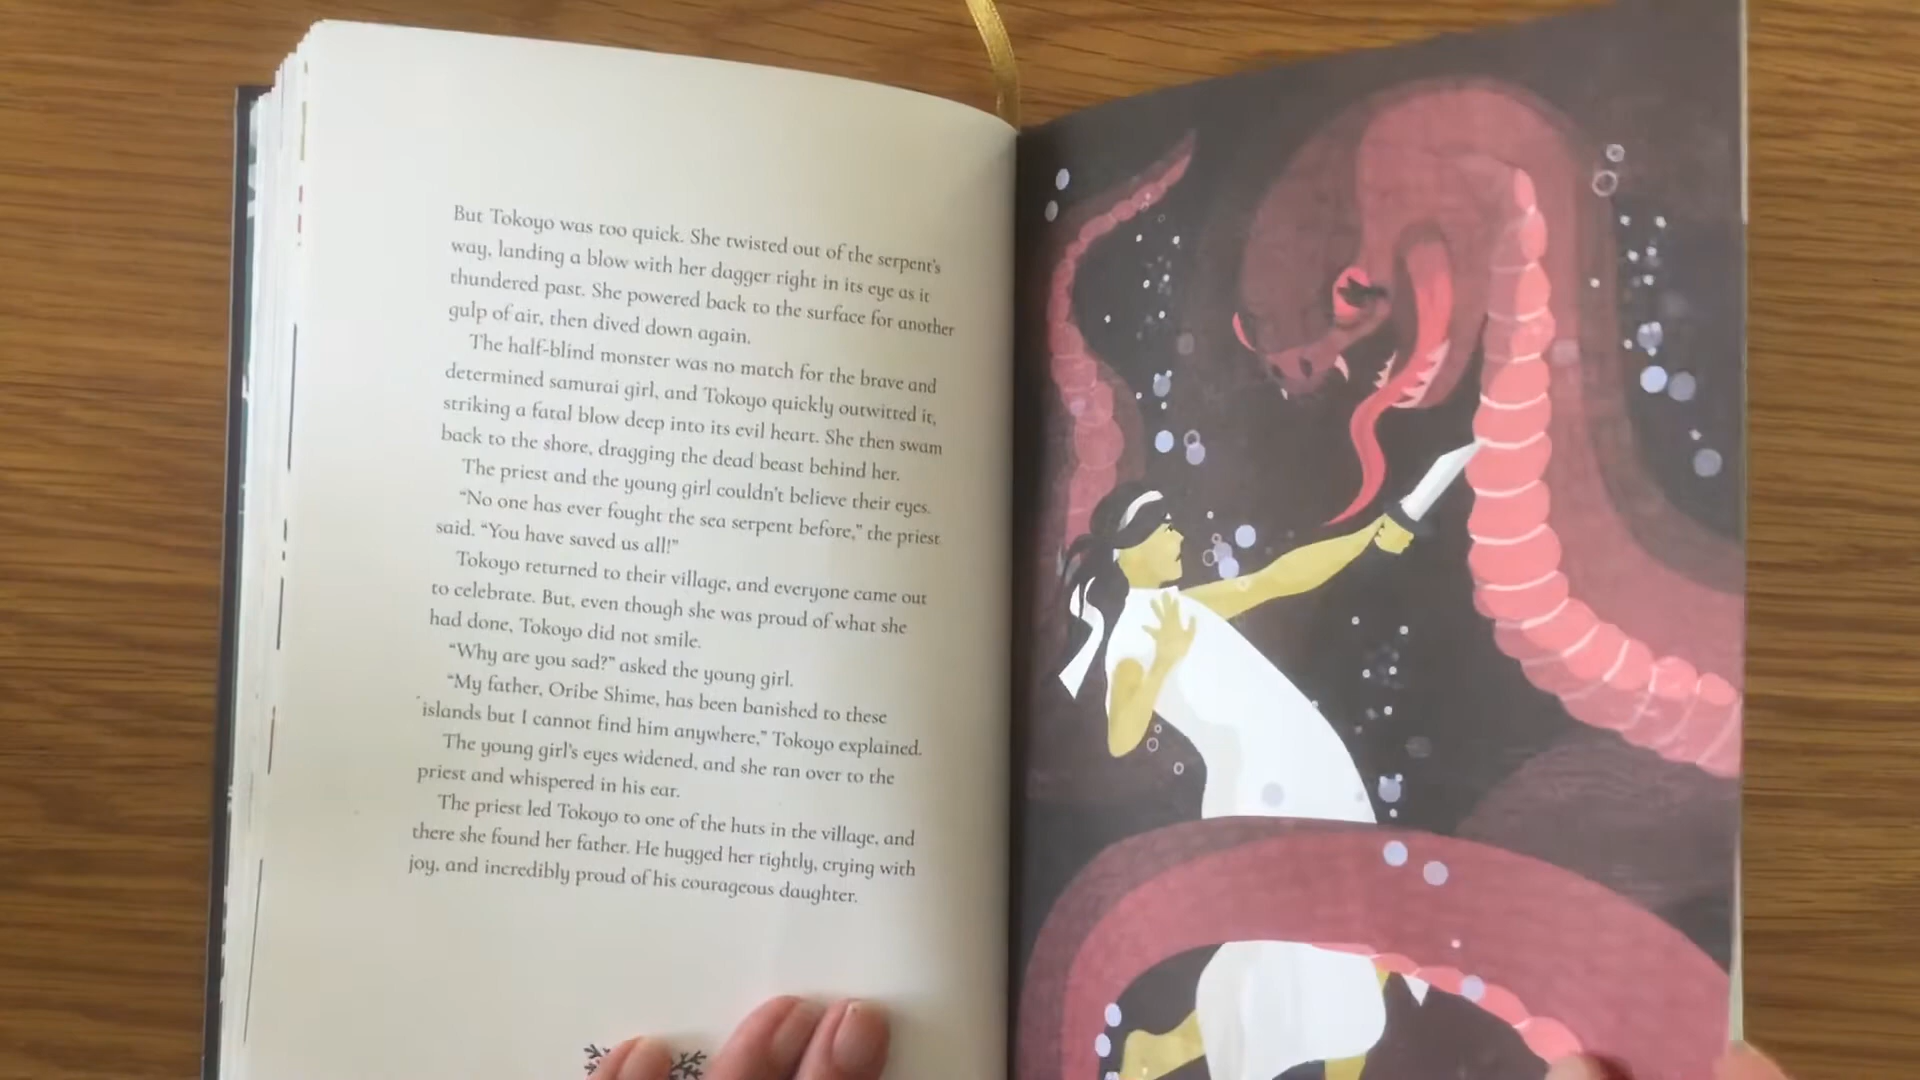 But Tokoyo was too quick. She twisted out of the serpent's
way, landing a blow with her dagger right in its eye as it
thundered past. She powered back to the surface for another
gulp of air, then dived down again.
The half-blind monster was no match for the brave and
determined samurai girl, and Tokoyo quickly outwitted it,
striking a fatal blow deep into its evil heart. She then swam
back to the shore, dragging the dead beast behind her.
The priest and the young girl couldn't believe their eyes.
“No one has ever fought the sea serpent before,” the priest
said. “You have saved us all!”
Tokoyo returned to their village, and everyone came out
to celebrate. But, even though she was proud of what she
had done, Tokoyo did not smile.
“Why are you sad?” asked the young girl.
“My father, Oribe Shime, has been banished to these
islands but I cannot find him anywhere,” Tokoyo explained.
The young girl's eyes widened, and she ran over to the
priest and whispered in his ear.
The priest led Tokoyo to one of the huts in the village, and
there she found her father. He hugged her tightly, crying with
joy, and incredibly proud of his courageous daughter.